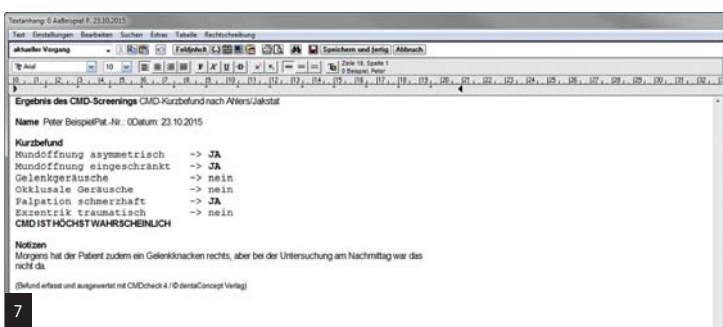 Textanhang: 0 AaBeispiel P. 23.10.2015
Text Einstellungen Bearbeiten Suchen Extras Tabelle Rechtschreibung
aktueller Vorgang Feldinhalt Speichern und fertig Abbruch
Arial 10 F K U Zeile 19, Spalte 1
0 Beispiel, Peter
Ergebnis des CMD-Screenings CMD-Kurzbefund nach Ahlers/Jakstat
Name Peter BeispielPat.-Nr.: 0Datum: 23.10.2015
Kurzbefund
Mundöffnung asymmetrisch -> JA
Mundöffnung eingeschränkt -> JA
Gelenkgeräusche -> nein
Okklusale Geräusche -> nein
Palpation schmerzhaft -> JA
Exzentrik traumatisch -> nein
CMD IST HÖCHST WAHRSCHEINLICH
Notizen
Morgens hat der Patient zudem ein Gelenkknacken rechts, aber bei der Untersuchung am Nachmittag war das
nicht da.
(Befund erfasst und ausgewertet mit CMDcheck 4 / © dentaConcept Verlag)
7